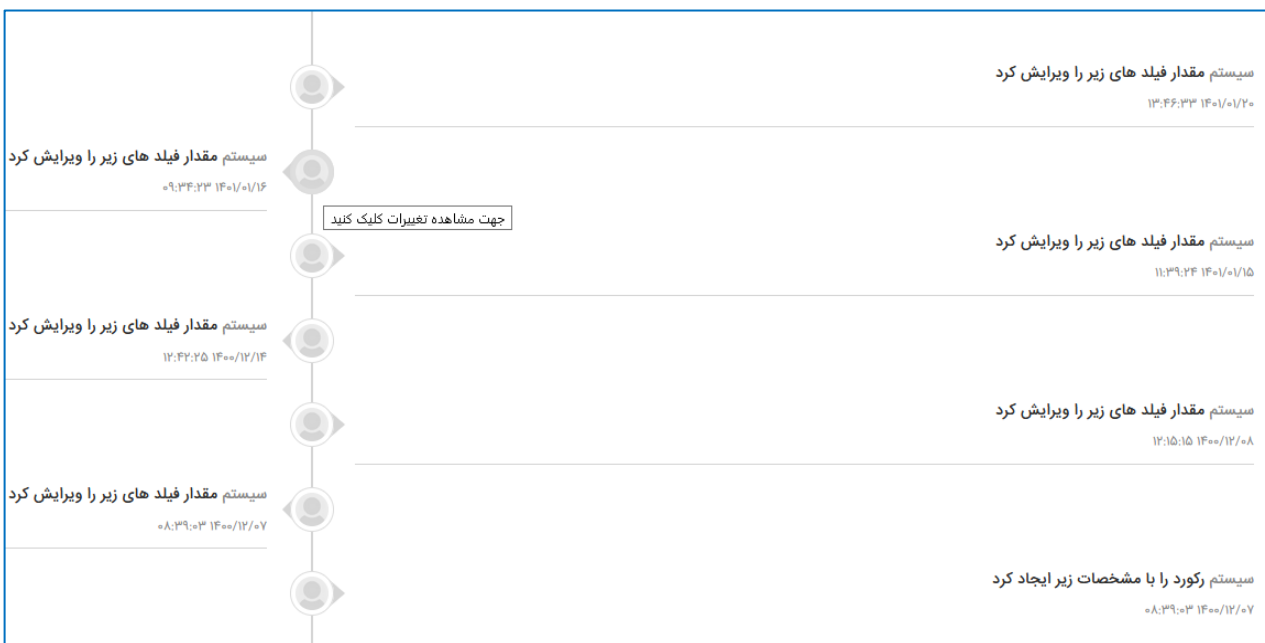 سیستم مقدار فیلد های زیر را ویرایش کرد
۱۳:۴۶:۳۳ ۱۴۰۱/۰۱/۲۰
سیستم مقدار فیلد های زیر را ویرایش کرد
۰۹:۳۴:۲۳ ۱۴۰۱/۰۱/۱۶
جهت مشاهده تغییرات کلیک کنید
سیستم مقدار فیلد های زیر را ویرایش کرد
۱۱:۳۹:۲۴ ۱۴۰۱/۰۱/۱۵
سیستم مقدار فیلد های زیر را ویرایش کرد
۱۲:۴۲:۲۵ ۱۴۰۰/۱۲/۱۴
سیستم مقدار فیلد های زیر را ویرایش کرد
۱۲:۱۵:۱۵ ۱۴۰۰/۱۲/۰۸
سیستم مقدار فیلد های زیر را ویرایش کرد
۰۸:۳۹:۰۳ ۱۴۰۰/۱۲/۰۷
سیستم رکورد را با مشخصات زیر ایجاد کرد
۰۸:۳۹:۰۳ ۱۴۰۰/۱۲/۰۷